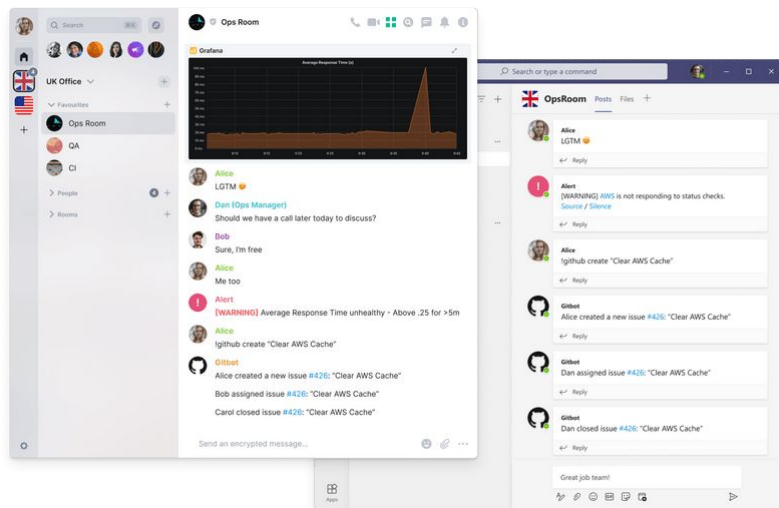 Search
⌘K
Ops Room
UK Office
Favourites
Ops Room
QA
CI
People
4
Rooms
4
Grafana
Average Response Time (s)
Alice
LGTM
Dan (Ops Manager)
Should we have a call later today to discuss?
Bob
Sure, I'm free
Alice
Me too
Alert
[WARNING] Average Response Time unhealthy - Above .25 for >5m
Alice
!github create "Clear AWS Cache"
Gitbot
Alice created a new issue #426: "Clear AWS Cache"
Bob assigned issue #426: "Clear AWS Cache"
Carol closed issue #426: "Clear AWS Cache"
Send an encrypted message...
Search or type a command
OpsRoom Posts Files
Alice
LGTM
Reply
Alert
[WARNING] AWS is not responding to status checks.
Source / Silence
Reply
Alice
!github create "Clear AWS Cache"
Reply
Gitbot
Alice created a new issue #426: "Clear AWS Cache"
Reply
Gitbot
Dan assigned issue #426: "Clear AWS Cache"
Reply
Gitbot
Dan closed issue #426: "Clear AWS Cache"
Reply
Great job team!
Apps